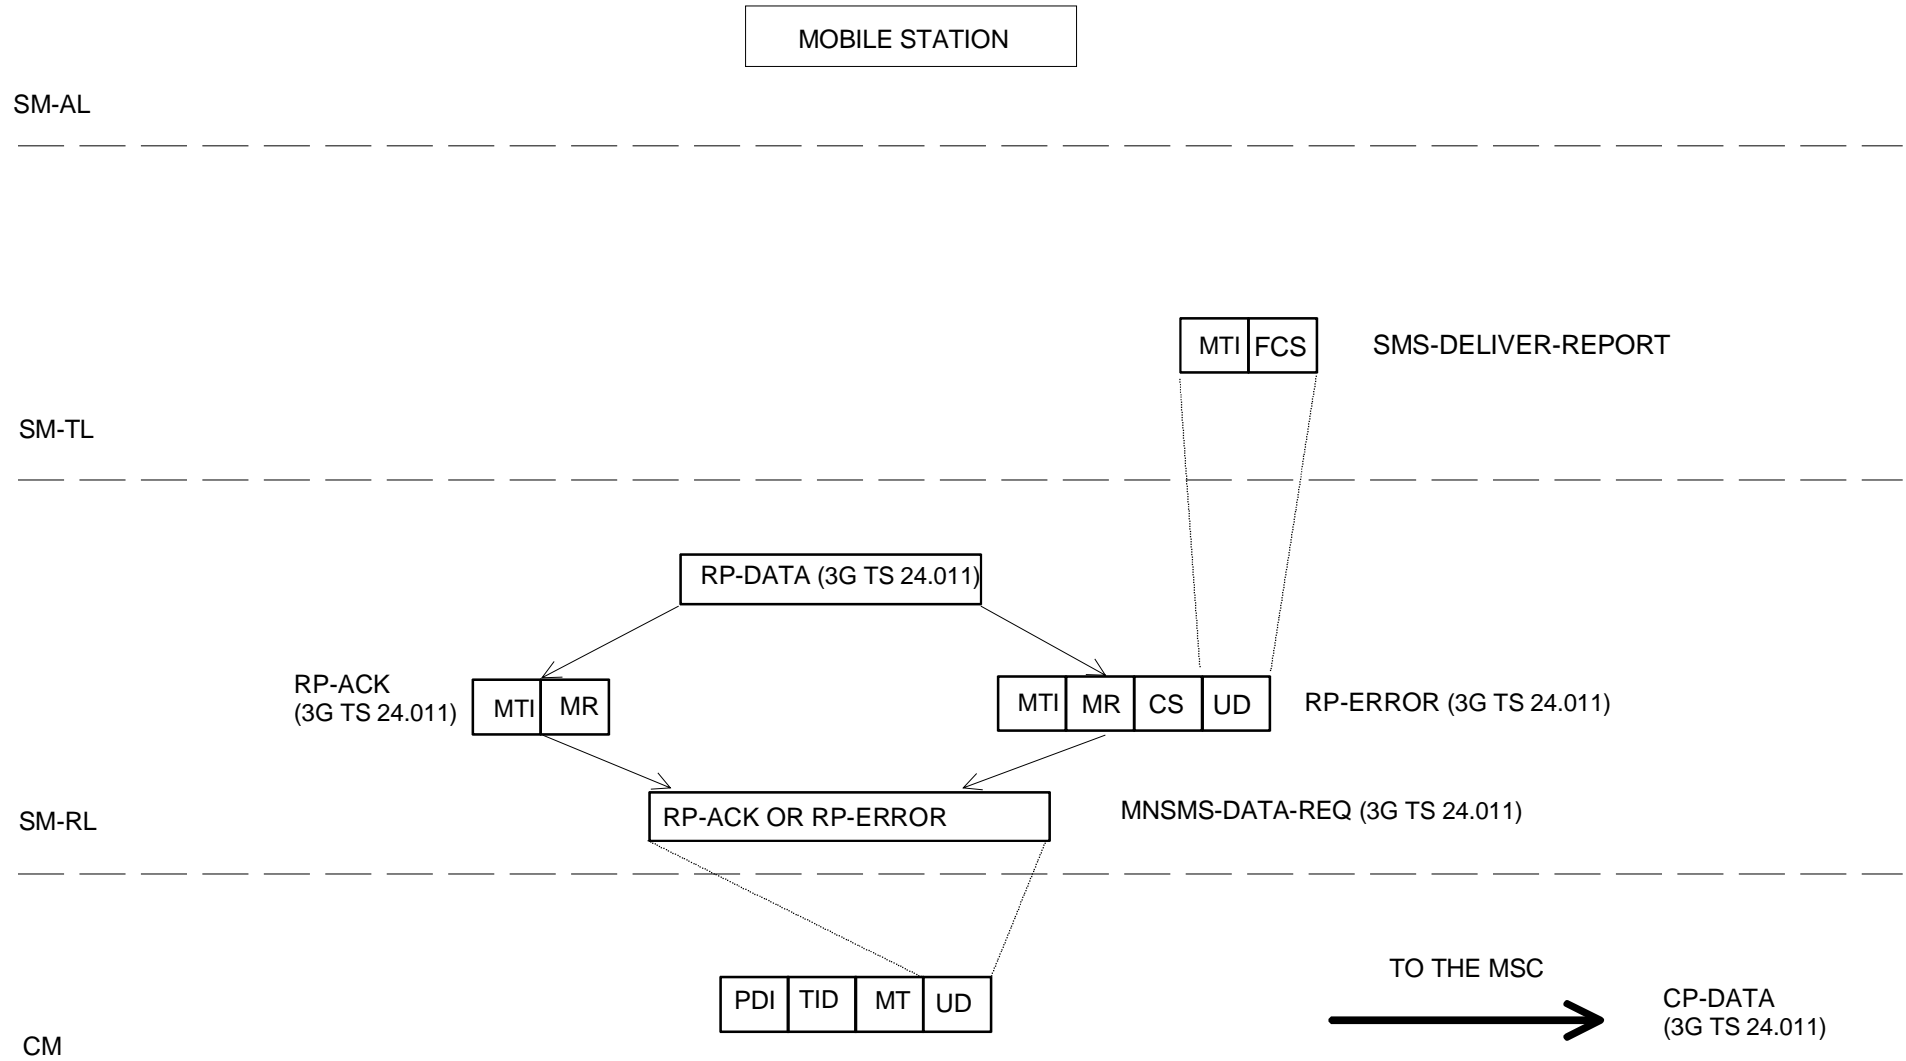 MOBILE STATION
SM-AL
MTI FCS SMS-DELIVER-REPORT
SM-TL
RP-DATA (3G TS 24.011)
RP-ACK
(3G TS 24.011)
MTI MR
MTI MR CS UD
RP-ERROR (3G TS 24.011)
RP-ACK OR RP-ERROR
MNSMS-DATA-REQ (3G TS 24.011)
SM-RL
TO THE MSC
PDI TID MT UD
CP-DATA
(3G TS 24.011)
CM